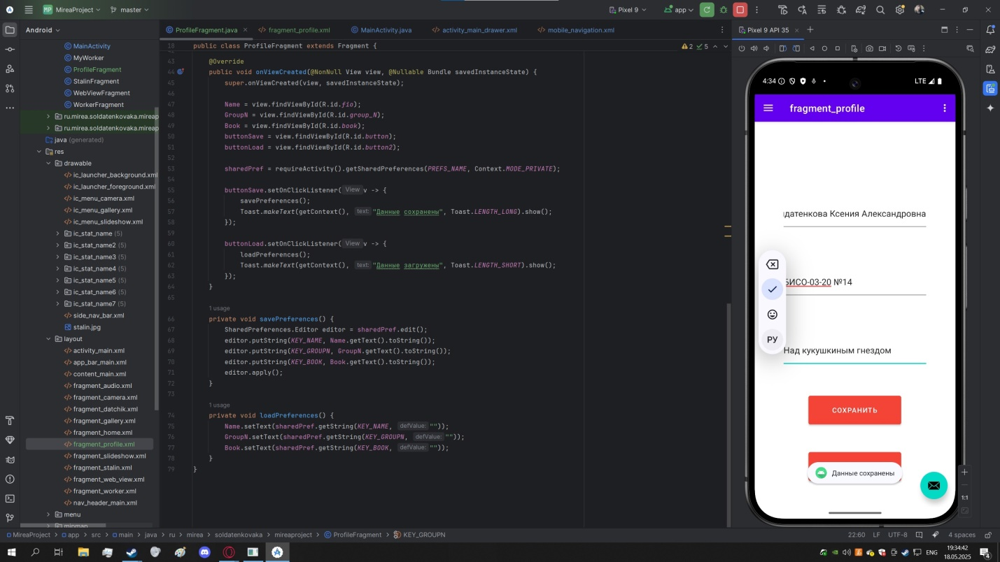 MP MireaProject
master
Pixel 9
app
Android
ProfileFragment.java
fragment_profile.xml
MainActivity.java
activity_main_drawer.xml
mobile_navigation.xml
Pixel 9 API 35
MainActivity
MyWorker
ProfileFragment
StalinFragment
WebViewFragment
WorkerFragment
ru.mirea.soldatenkovaka.mireap
ru.mirea.soldatenkovaka.mireap
java (generated)
res
drawable
ic_launcher_background.xml
ic_launcher_foreground.xml
ic_menu_camera.xml
ic_menu_gallery.xml
ic_menu_slideshow.xml
ic_stat_name (5)
ic_stat_name2 (5)
ic_stat_name3 (5)
ic_stat_name4 (5)
ic_stat_name5 (5)
ic_stat_name6 (5)
ic_stat_name7 (5)
side_nav_bar.xml
stalin.jpg
layout
activity_main.xml
app_bar_main.xml
content_main.xml
fragment_audio.xml
fragment_camera.xml
fragment_datchik.xml
fragment_gallery.xml
fragment_home.xml
fragment_profile.xml
fragment_slideshow.xml
fragment_stalin.xml
fragment_web_view.xml
fragment_worker.xml
nav_header_main.xml
menu
mipmap
18 public class ProfileFragment extends Fragment {
2 5
43 @Override
44 public void onViewCreated(@NonNull View view, @Nullable Bundle savedInstanceState) {
45 super.onViewCreated(view, savedInstanceState);
46
47 Name = view.findViewById(R.id.fio);
48 GroupN = view.findViewById(R.id.group_N);
49 Book = view.findViewById(R.id.book);
50 buttonSave = view.findViewById(R.id.button);
51 buttonLoad = view.findViewById(R.id.button2);
52
53 sharedPref = requireActivity().getSharedPreferences(PREFS_NAME, Context.MODE_PRIVATE);
54
55 buttonSave.setOnClickListener( View v -> {
56 savePreferences();
57 Toast.makeText(getContext(), text: "Данные сохранены", Toast.LENGTH_LONG).show();
58 });
59
60 buttonLoad.setOnClickListener( View v -> {
61 loadPreferences();
62 Toast.makeText(getContext(), text: "Данные загружены", Toast.LENGTH_SHORT).show();
63 });
64 }
65
1 usage
66 private void savePreferences() {
67 SharedPreferences.Editor editor = sharedPref.edit();
68 editor.putString(KEY_NAME, Name.getText().toString());
69 editor.putString(KEY_GROUPN, GroupN.getText().toString());
70 editor.putString(KEY_BOOK, Book.getText().toString());
71 editor.apply();
72 }
73
1 usage
74 private void loadPreferences() {
75 Name.setText(sharedPref.getString(KEY_NAME, defValue: ""));
76 GroupN.setText(sharedPref.getString(KEY_GROUPN, defValue: ""));
77 Book.setText(sharedPref.getString(KEY_BOOK, defValue: ""));
78 }
79 }
4:34
LTE
fragment_profile
датенкова Ксения Александровна
БИСО-03-20 №14
РУ
Над кукушкиным гнездом
СОХРАНИТЬ
Данные сохранены
1:1
MireaProject > app > src > main > java > ru > mirea > soldatenkovaka > mireaproject > ProfileFragment > KEY_GROUPN
22:60 LF UTF-8 4 spaces
ENG
19:34:42
18.05.2025
4